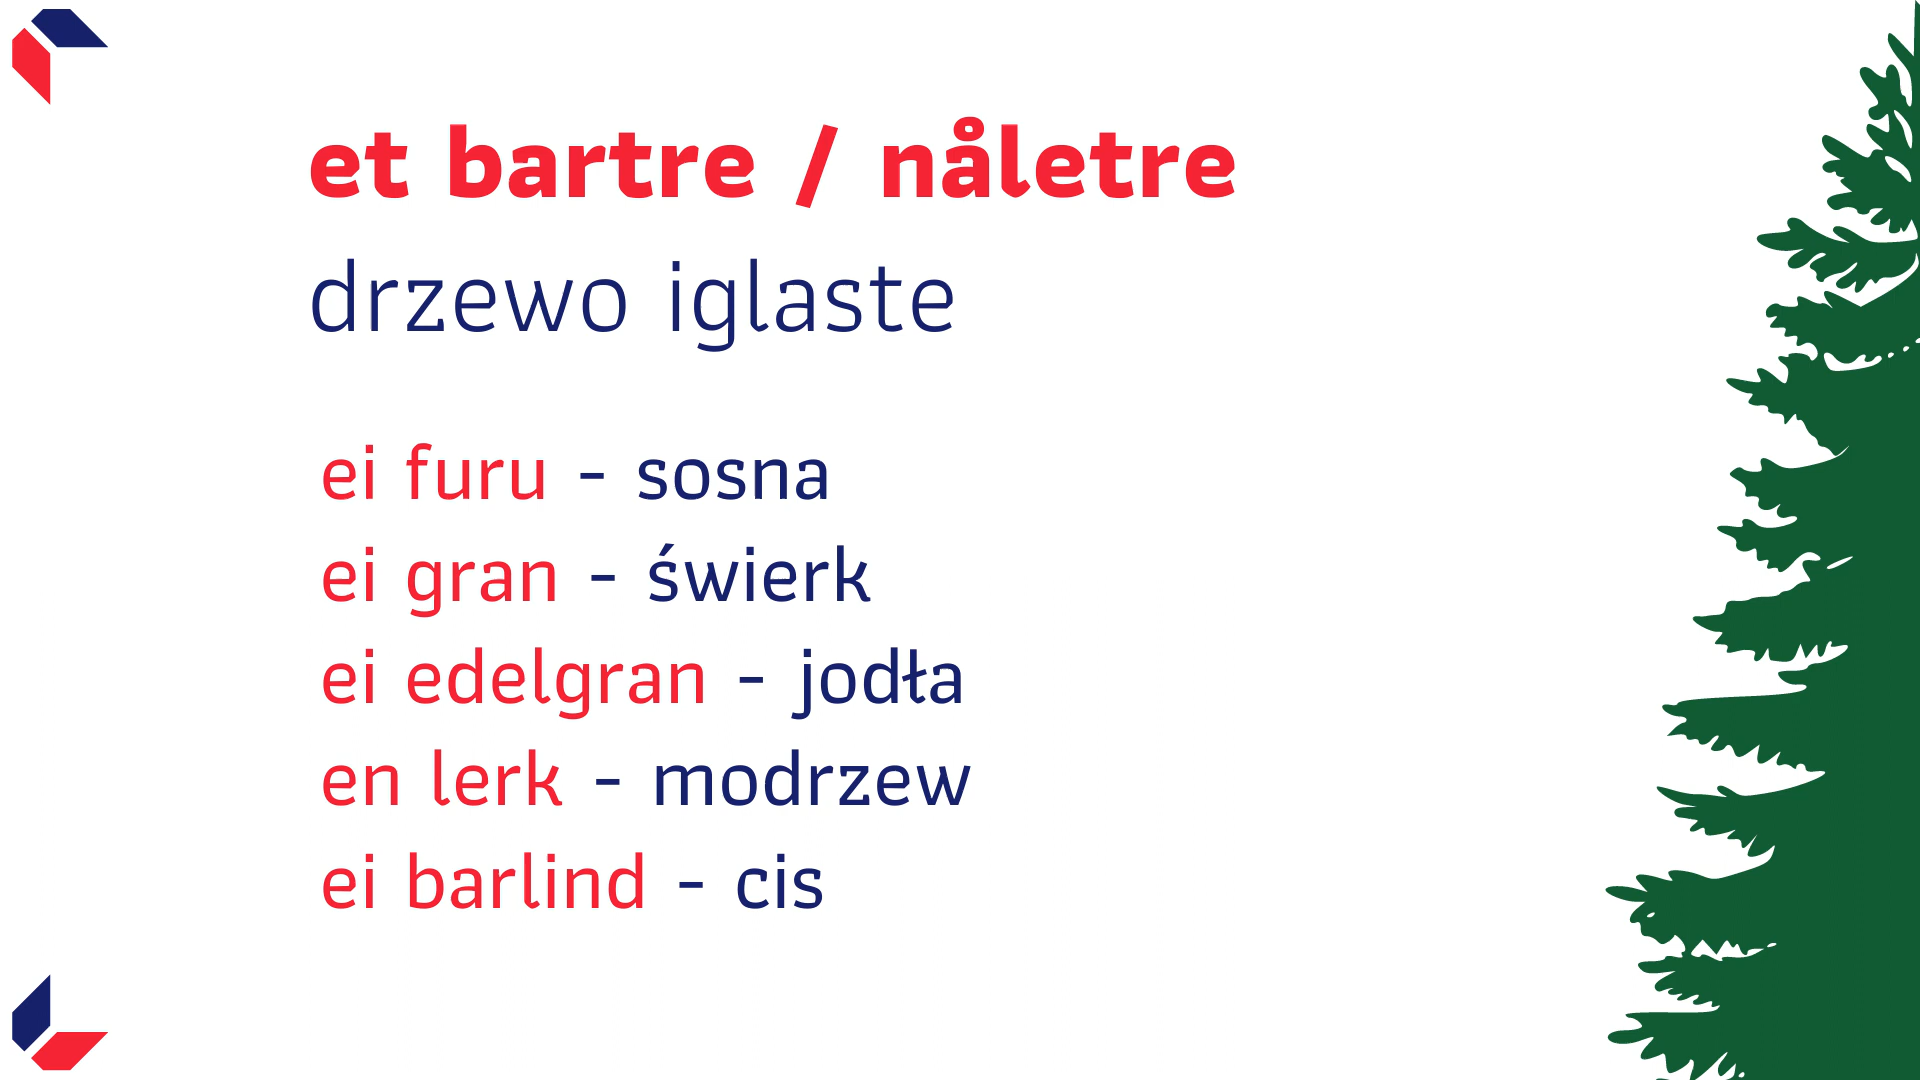 et bartre / nåletre
drzewo iglaste
ei furu - sosna
ei gran - świerk
ei edelgran - jodła
en lerk - modrzew
ei barlind - cis